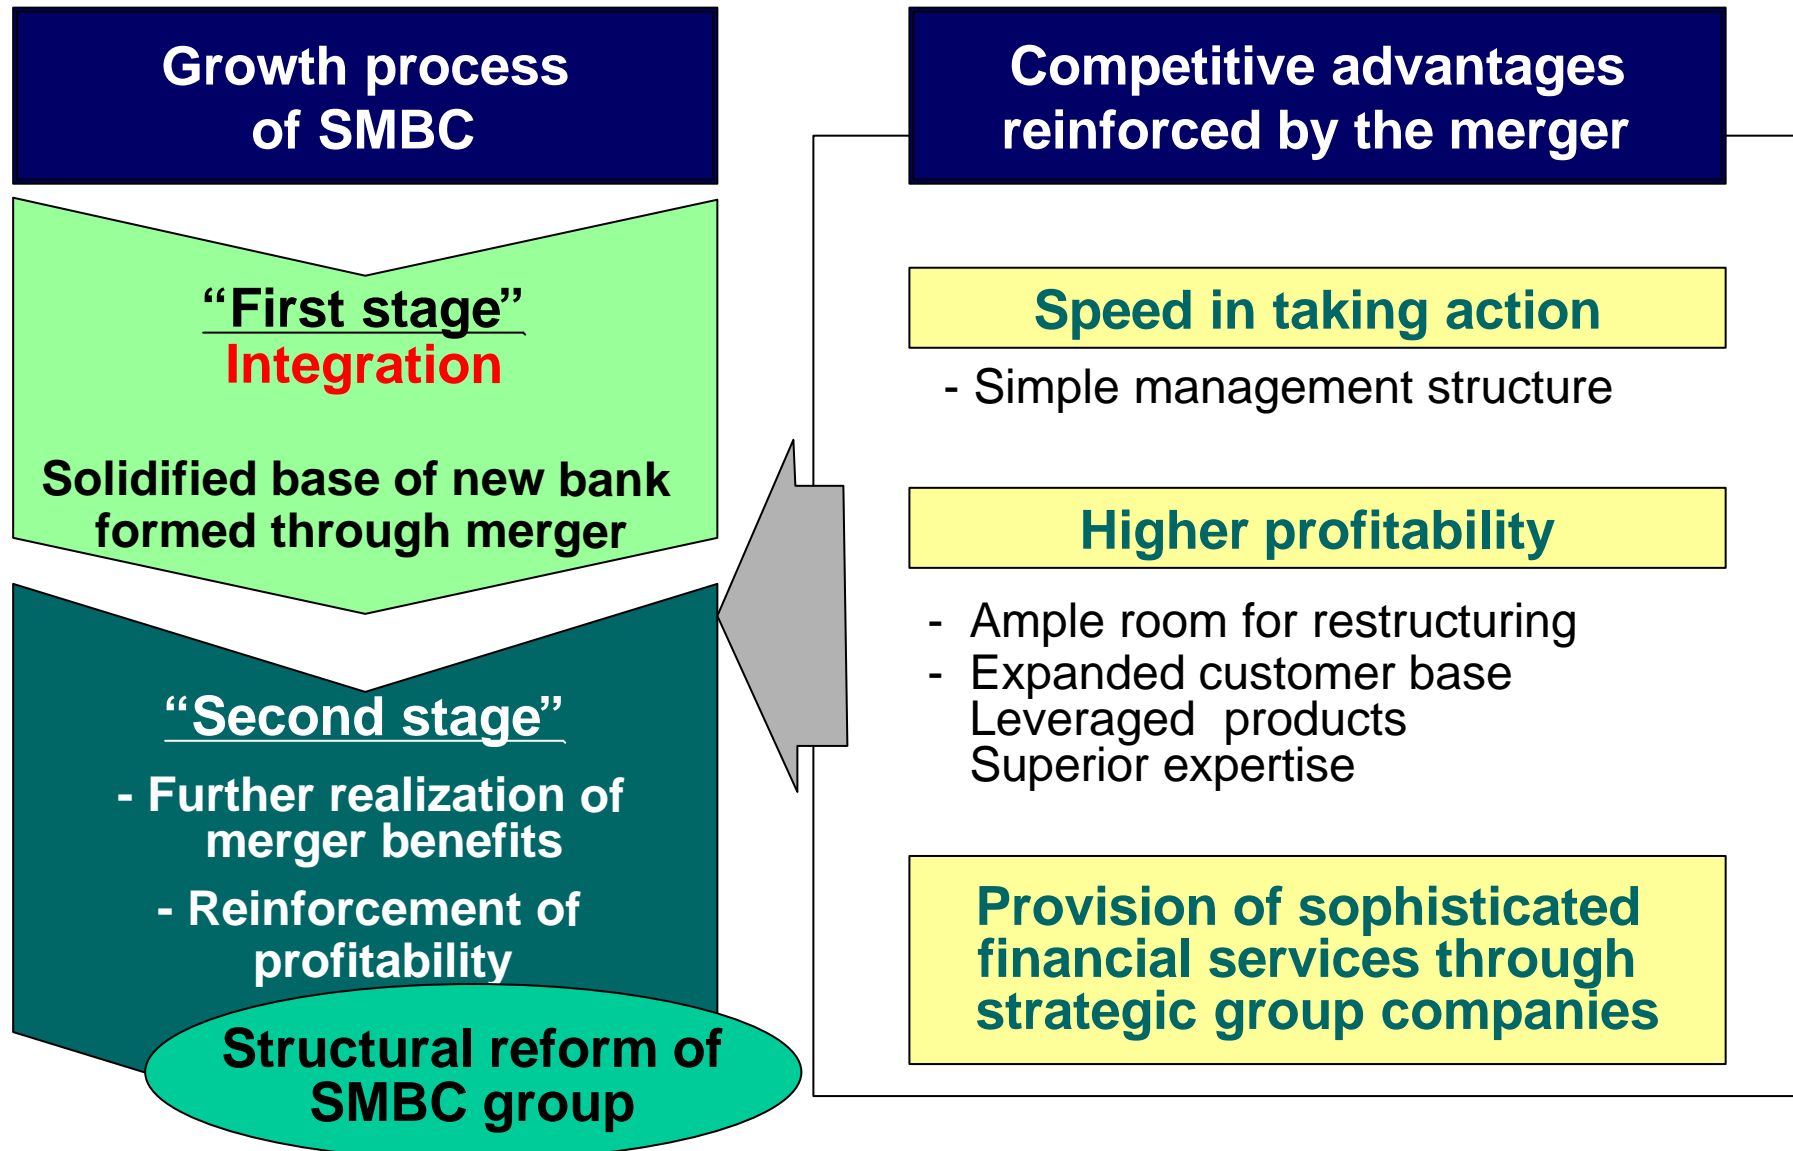 Growth process
of SMBC
“First stage”
Integration
Solidified base of new bank
formed through merger
“Second stage”
- Further realization of
merger benefits
- Reinforcement of
profitability
Structural reform of
SMBC group
Competitive advantages
reinforced by the merger
Speed in taking action
- Simple management structure
Higher profitability
- Ample room for restructuring
- Expanded customer base
Leveraged products
Superior expertise
Provision of sophisticated
financial services through
strategic group companies